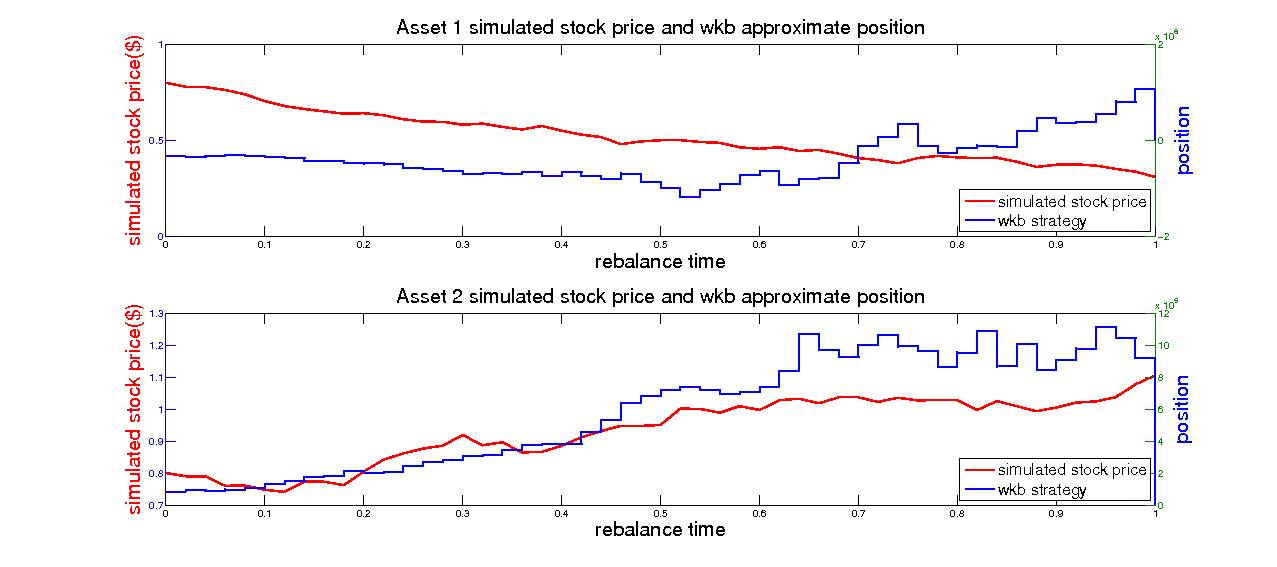 Asset 1 simulated stock price and wkb approximate position
simulated stock price($)
1
0.5
0
0 0.1 0.2 0.3 0.4 0.5 0.6 0.7 0.8 0.9 1
rebalance time
2
0
-2
position
simulated stock price
wkb strategy
Asset 2 simulated stock price and wkb approximate position
simulated stock price($)
1.3
1.2
1.1
1
0.9
0.8
0.7
0 0.1 0.2 0.3 0.4 0.5 0.6 0.7 0.8 0.9 1
rebalance time
12
10
8
6
4
2
0
position
simulated stock price
wkb strategy